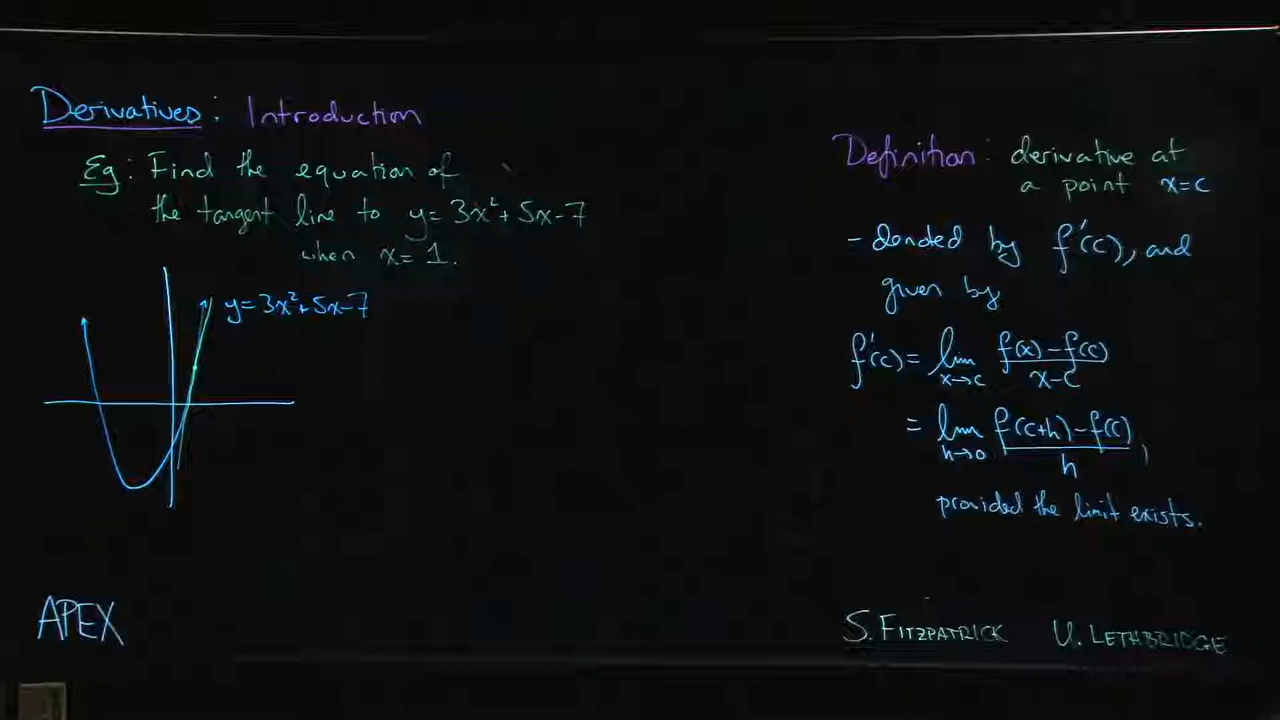 Derivatives: Introduction
Eg: Find the equation of
the tangent line to y=3x²+5x-7
when x=1.
y=3x²+5x-7
APEX
Definition: derivative at
a point x=c
- denoted by f'(c), and
given by
f'(c)= lim x→c f(x)-f(c) / x-c
= lim h→0 f(c+h)-f(c) / h ,
provided the limit exists.
S. FITZPATRICK U. LETHBRIDGE